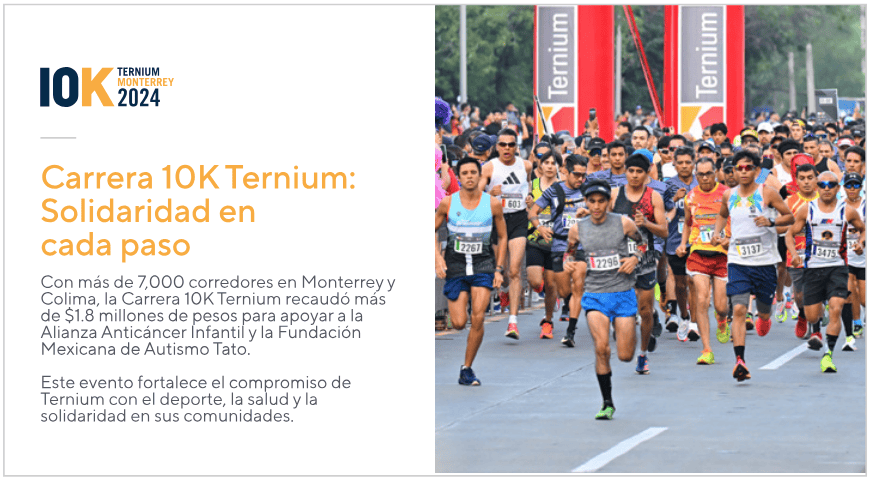 10K TERNIUM
MONTERREY
2024
Carrera 10K Ternium:
Solidaridad en
cada paso
Con más de 7,000 corredores en Monterrey y
Colima, la Carrera 10K Ternium recaudó más
de $1.8 millones de pesos para apoyar a la
Alianza Anticáncer Infantil y la Fundación
Mexicana de Autismo Tato.
Este evento fortalece el compromiso de
Ternium con el deporte, la salud y la
solidaridad en sus comunidades.
Ternium
Ternium
603
2267
2296
3137
3475